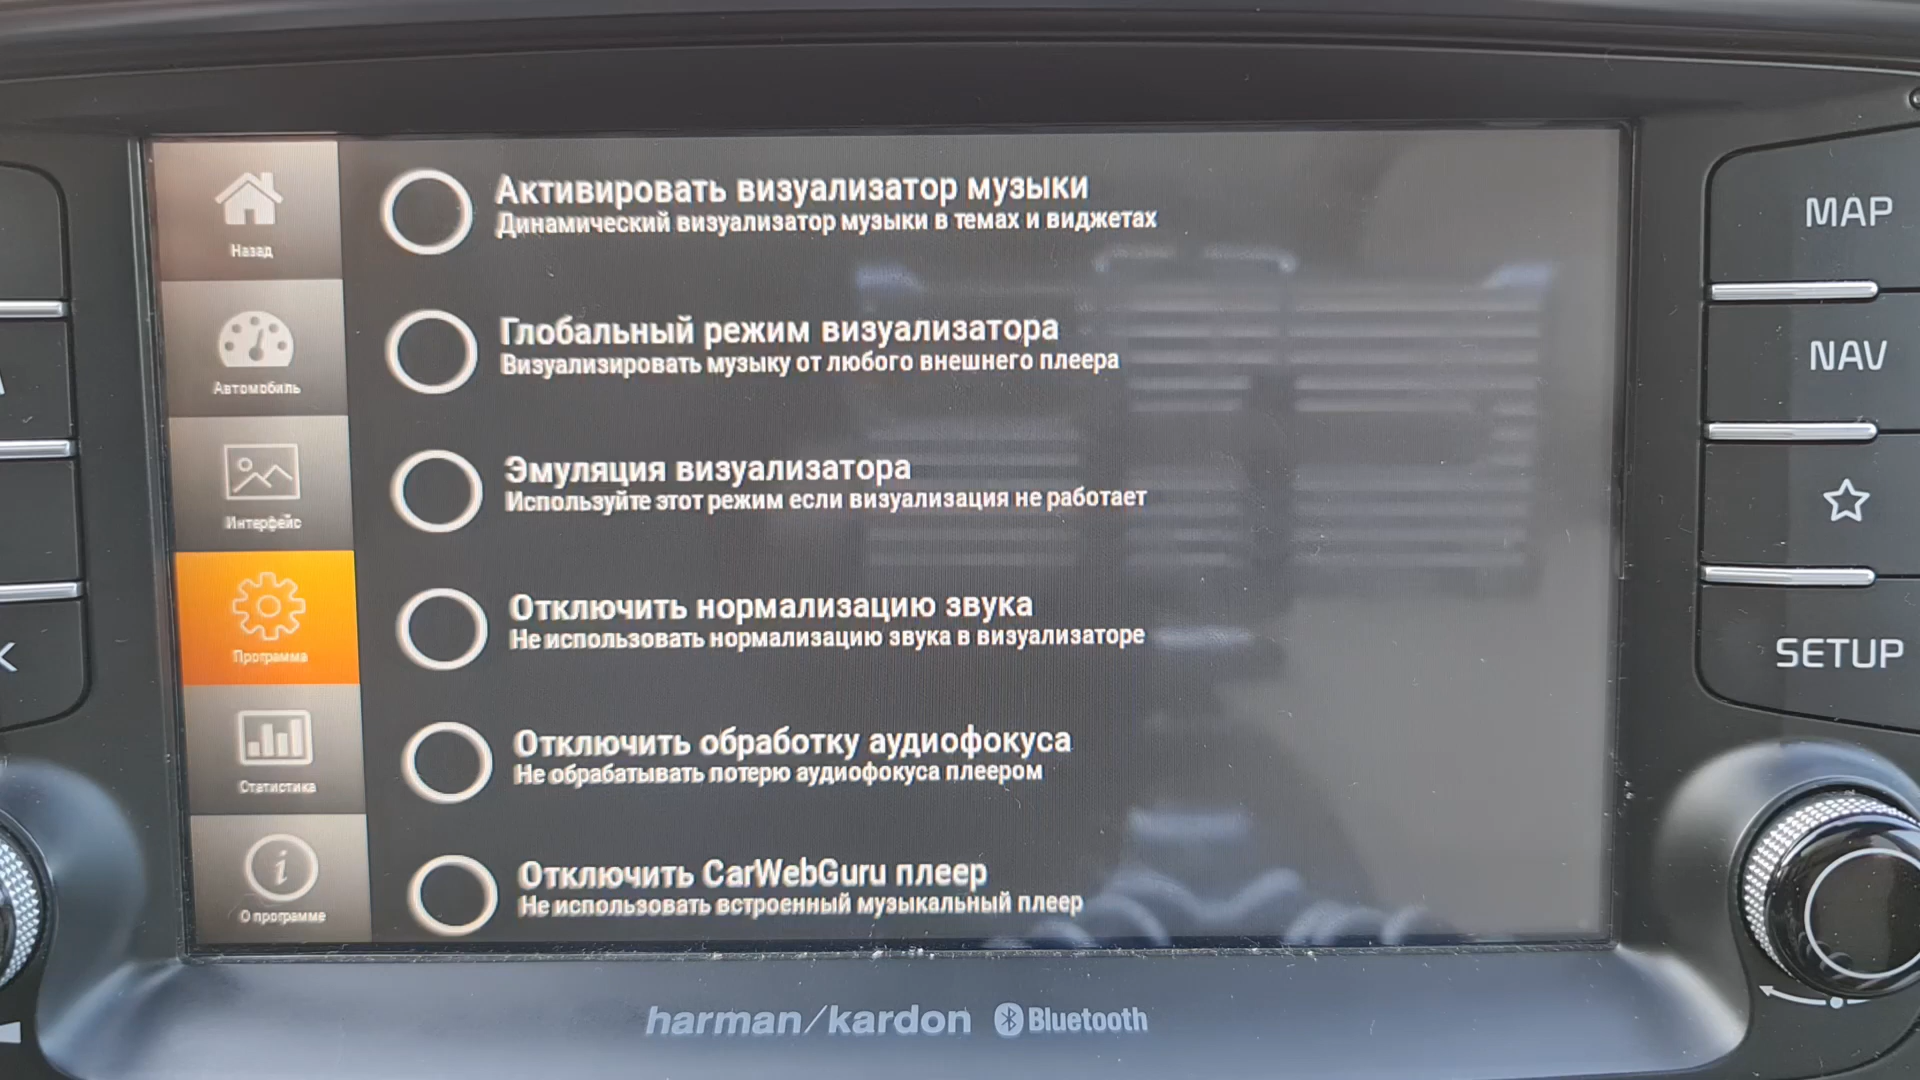 Назад
Автомобиль
Интерфейс
Программа
Статистика
О программе
Активировать визуализатор музыки
Динамический визуализатор музыки в темах и виджетах
Глобальный режим визуализатора
Визуализировать музыку от любого внешнего плеера
Эмуляция визуализатора
Используйте этот режим если визуализация не работает
Отключить нормализацию звука
Не использовать нормализацию звука в визуализаторе
Отключить обработку аудиофокуса
Не обрабатывать потерю аудиофокуса плеером
Отключить CarWebGuru плеер
Не использовать встроенный музыкальный плеер
MAP
NAV
SETUP
harman/kardon Bluetooth